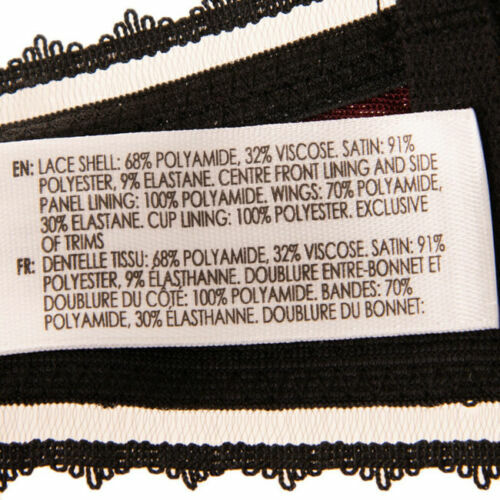 EN: LACE SHELL: 68% POLYAMIDE, 32% VISCOSE. SATIN: 91%
POLYESTER, 9% ELASTANE. CENTRE FRONT LINING AND SIDE
PANEL LINING: 100% POLYAMIDE. WINGS: 70% POLYAMIDE,
30% ELASTANE. CUP LINING: 100% POLYESTER. EXCLUSIVE
OF TRIMS
FR: DENTELLE TISSU: 68% POLYAMIDE, 32% VISCOSE. SATIN: 91%
POLYESTER, 9% ÉLASTHANNE. DOUBLURE ENTRE-BONNET ET
DOUBLURE DU CÔTÉ: 100% POLYAMIDE. BANDES: 70%
POLYAMIDE, 30% ÉLASTHANNE. DOUBLURE DU BONNET: